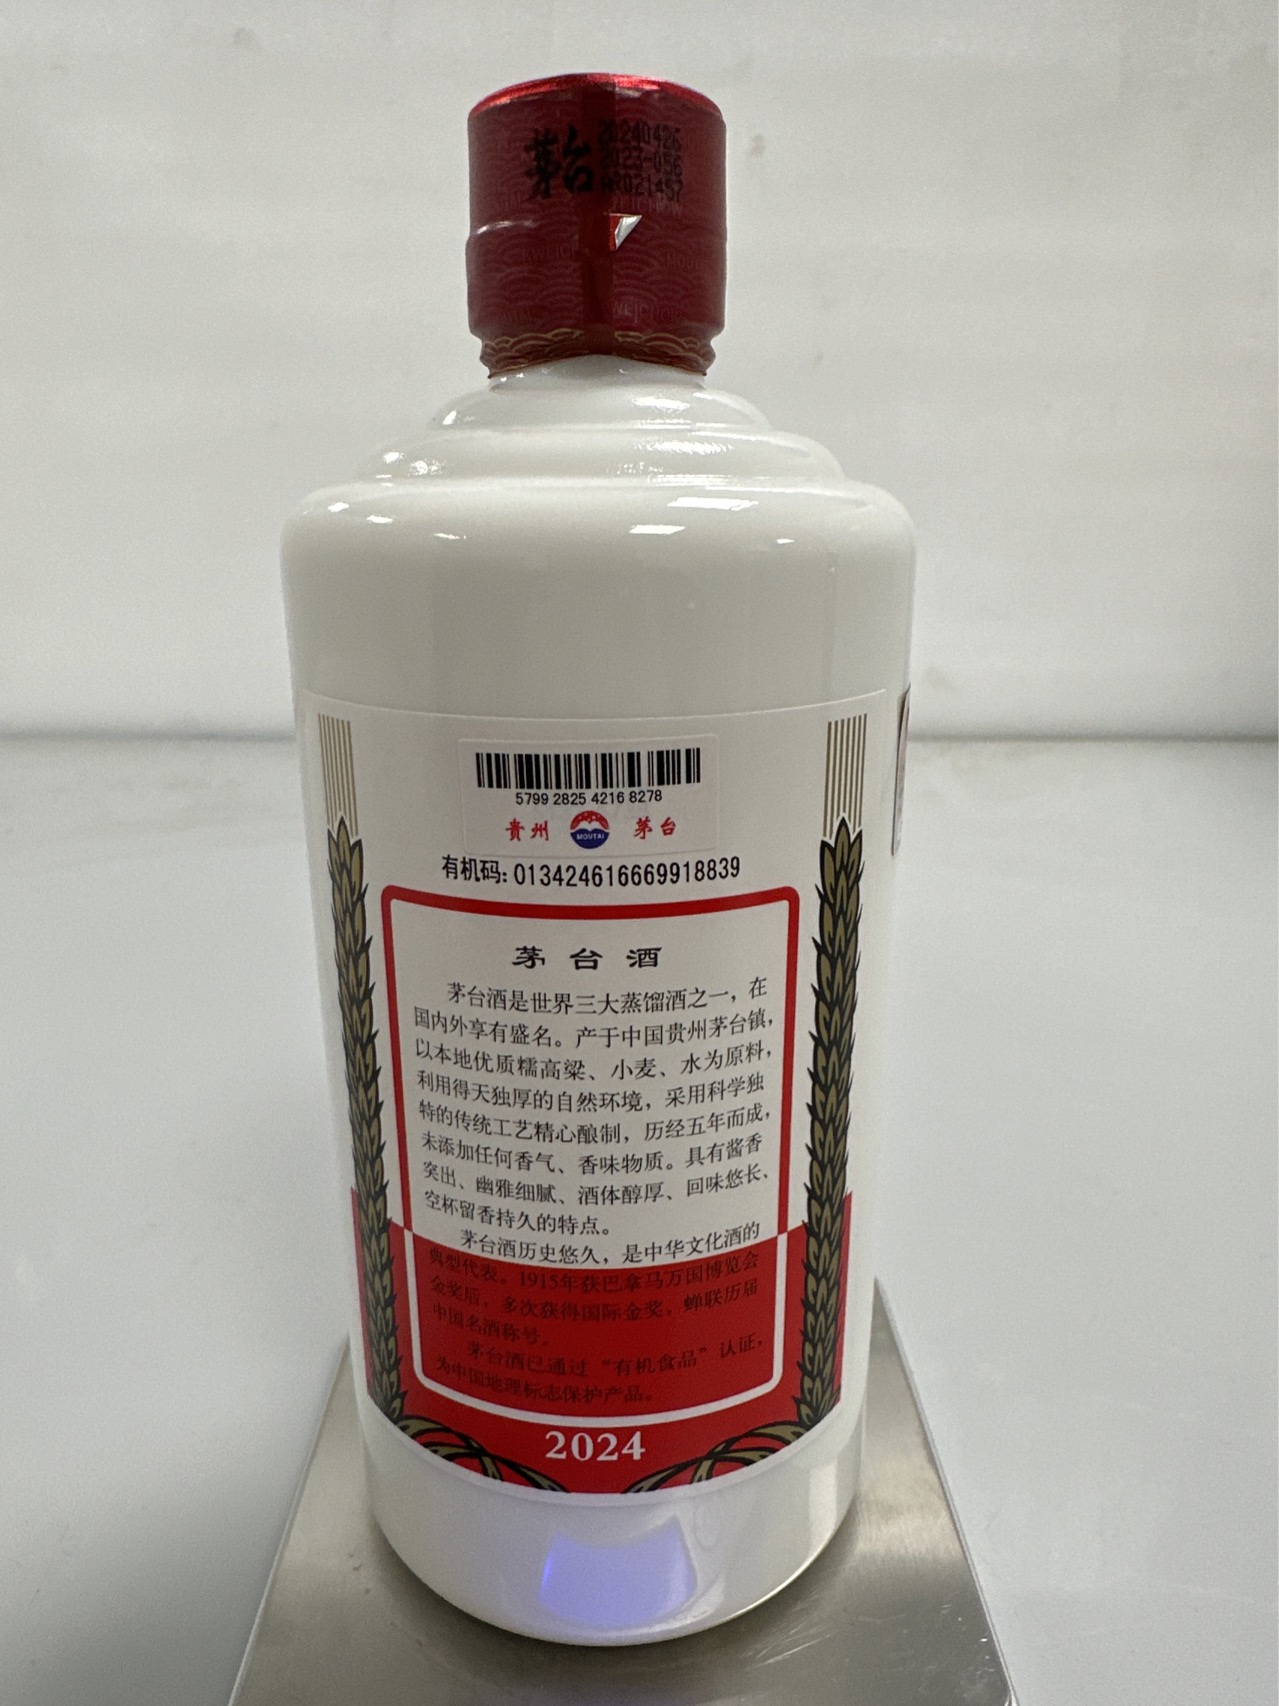 茅台
20240426
2023-056
5799 2825 4216 8278
貴州 MOUTAI 茅台
有机码: 013424616669918839
茅台酒
茅台酒是世界三大蒸馏酒之一，在
国内外享有盛名。产于中国贵州茅台镇，
以本地优质糯高粱、小麦、水为原料，
利用得天独厚的自然环境，采用科学独
特的传统工艺精心酿制，历经五年而成，
未添加任何香气、香味物质。具有酱香
突出、幽雅细腻、酒体醇厚、回味悠长、
空杯留香持久的特点。
茅台酒历史悠久，是中华文化酒的
典型代表。1915年获巴拿马万国博览会
金奖后，多次获得国际金奖，蝉联历届
中国名酒称号。
茅台酒已通过“有机食品”认证，
为中国地理标志保护产品。
2024